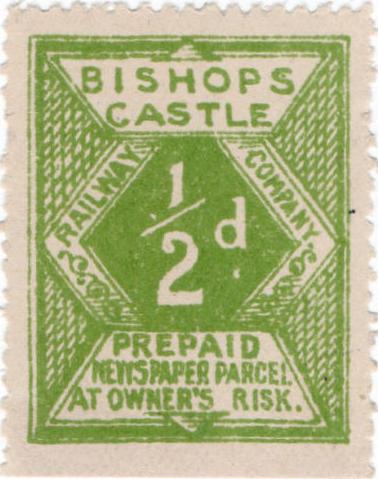 BISHOPS
CASTLE
RAILWAY
COMPANY
1/2d.
PREPAID
NEWSPAPER PARCEL
AT OWNER'S RISK.